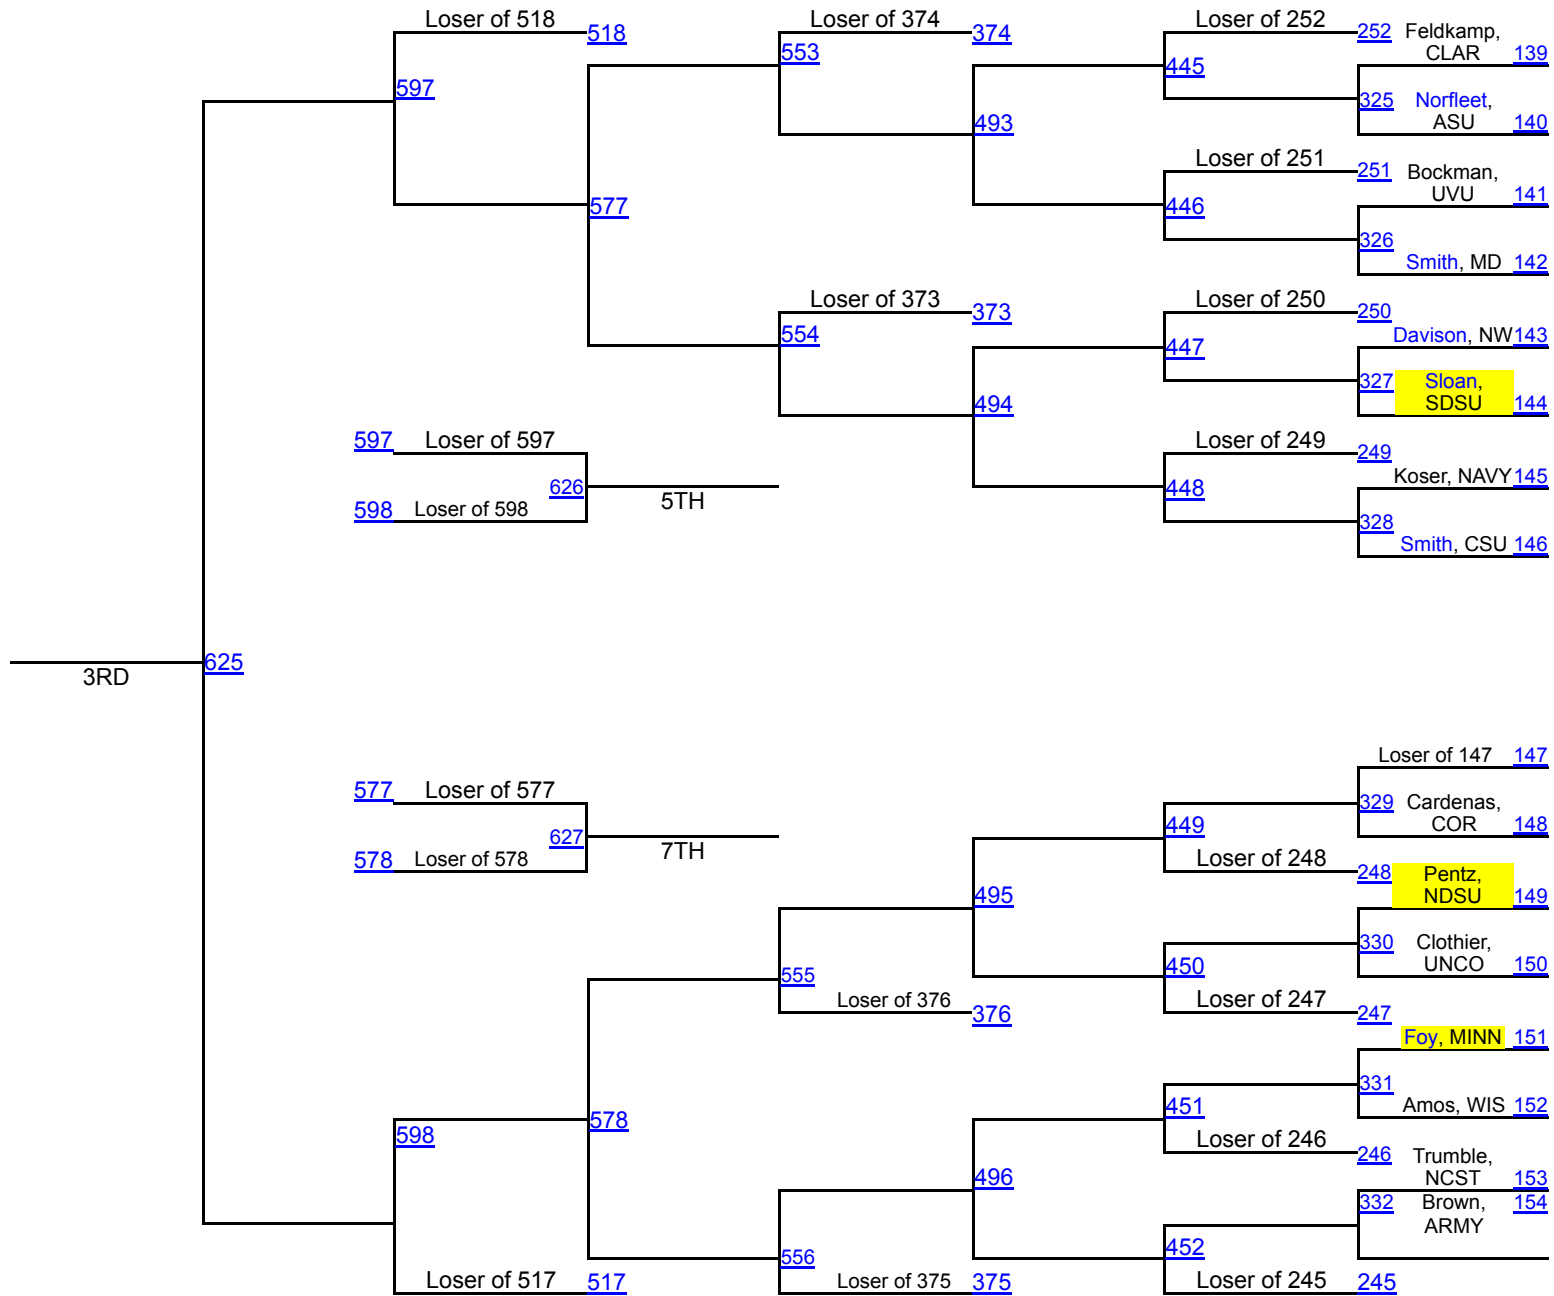 Loser of 518 518 Loser of 374 374 Loser of 252 252 Feldkamp,
CLAR 139
553
445
597
325 Norfleet,
ASU 140
493
Loser of 251 251 Bockman,
UVU 141
577
446
326
Smith, MD 142
Loser of 373 373 Loser of 250 250
554
447
Davison, NW 143
327 Sloan,
SDSU 144
494
597 Loser of 597
Loser of 249 249
626
5TH
448
Koser, NAVY 145
598 Loser of 598
328
Smith, CSU 146
3RD
625
Loser of 147 147
577 Loser of 577
329 Cardenas,
COR 148
627
7TH
449
578 Loser of 578
Loser of 248 248 Pentz,
NDSU 149
495
330 Clothier,
UNCO 150
450
555
Loser of 376 376
Loser of 247 247
Foy, MINN 151
331
Amos, WIS 152
451
578
598
Loser of 246 246 Trumble,
NCST 153
496
332 Brown, 154
ARMY
452
556
Loser of 517 517 Loser of 375 375 Loser of 245 245